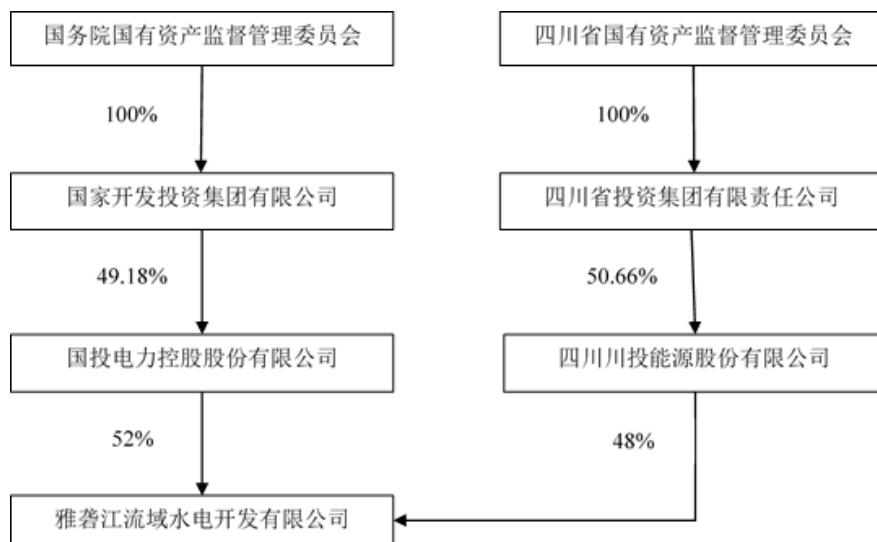 国务院国有资产监督管理委员会
四川省国有资产监督管理委员会
100%
100%
国家开发投资集团有限公司
四川省投资集团有限责任公司
49.18%
50.66%
国投电力控股股份有限公司
四川川投能源股份有限公司
52%
48%
雅砻江流域水电开发有限公司